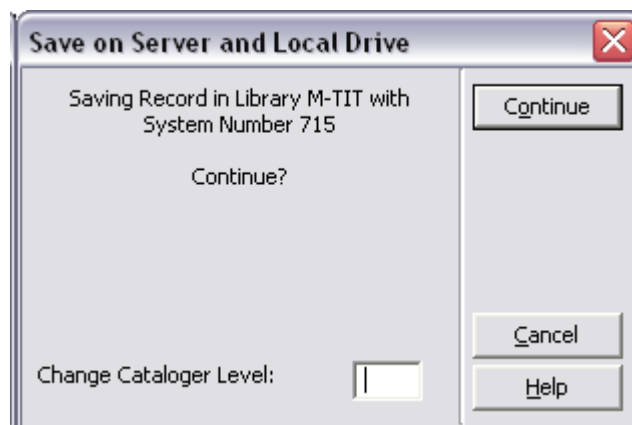 Save on Server and Local Drive
Saving Record in Library M-TIT with
System Number 715
Continue?
Continue
Cancel
Change Cataloger Level:
Help